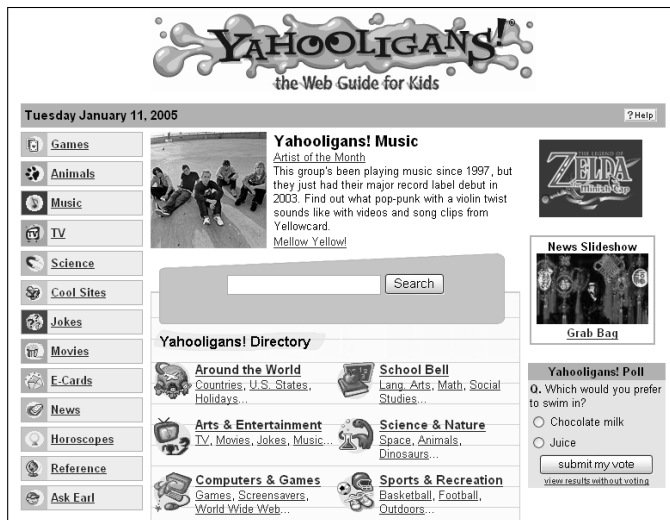 YAHOOLIGANS!
the Web Guide for Kids
Tuesday January 11, 2005
?Help
Games
Animals
Music
TV
Science
Cool Sites
Jokes
Movies
E-Cards
News
Horoscopes
Reference
Ask Earl
Yahooligans! Music
Artist of the Month
This group's been playing music since 1997, but
they just had their major record label debut in
2003. Find out what pop-punk with a violin twist
sounds like with videos and song clips from
Yellowcard.
Mellow Yellow!
Search
Yahooligans! Directory
Around the World
Countries, U.S. States,
Holidays...
School Bell
Lang. Arts, Math, Social
Studies...
Arts & Entertainment
TV, Movies, Jokes, Music...
Science & Nature
Space, Animals,
Dinosaurs...
Computers & Games
Games, Screensavers,
World Wide Web...
Sports & Recreation
Basketball, Football,
Outdoors...
THE LEGEND OF
ZELDA
The Minish Cap
News Slideshow
Grab Bag
Yahooligans! Poll
Q. Which would you prefer
to swim in?
Chocolate milk
Juice
submit my vote
view results without voting